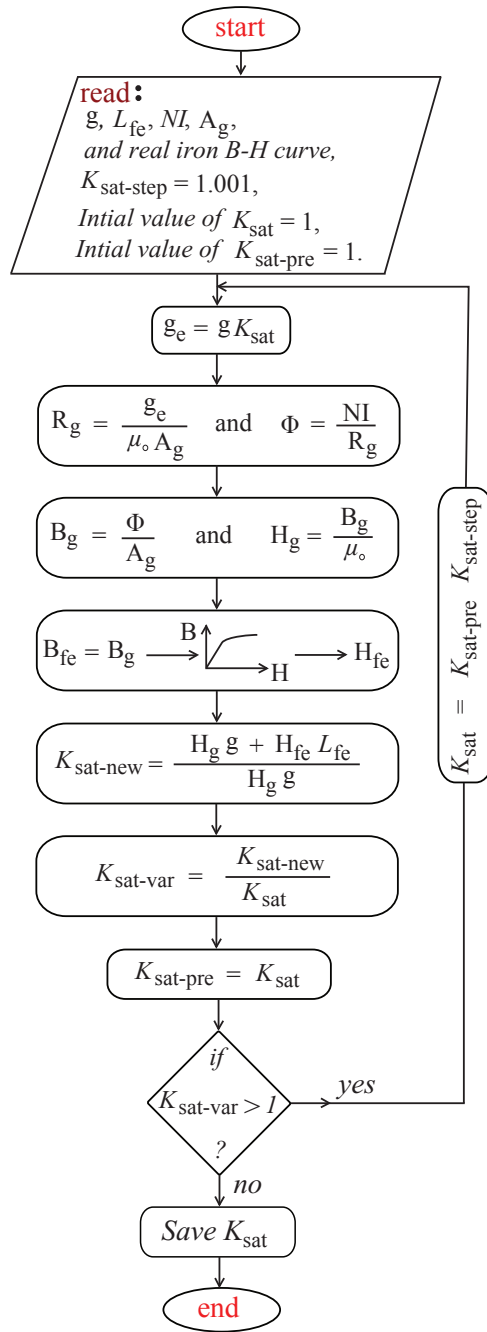 start
read:
g, L_fe, NI, A_g,
and real iron B-H curve,
K_sat-step = 1.001,
Intial value of K_sat = 1,
Intial value of K_sat-pre = 1.
g_e = g K_sat
R_g = g_e / μ_∘ A_g and Φ = NI / R_g
B_g = Φ / A_g and H_g = B_g / μ_∘
B_fe = B_g B H H_fe
K_sat-new = H_g g + H_fe L_fe / H_g g
K_sat-var = K_sat-new / K_sat
K_sat-pre = K_sat
if
K_sat-var > 1
?
yes
K_sat = K_sat-pre K_sat-step
no
Save K_sat
end